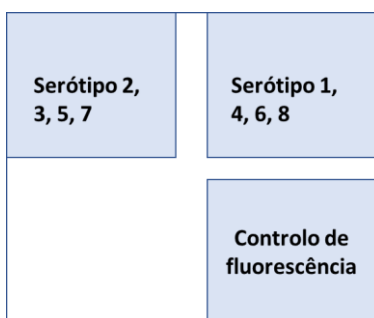 Serótipo 2,
3, 5, 7
Serótipo 1,
4, 6, 8
Controlo de
fluorescência